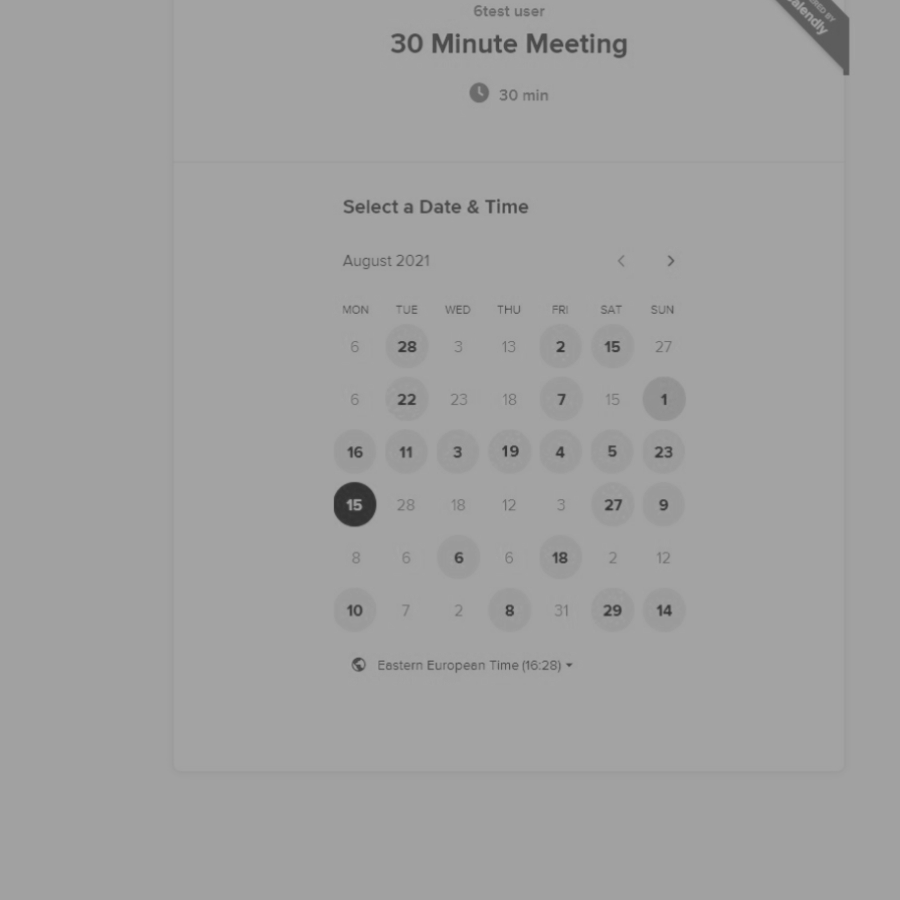 6test user
30 Minute Meeting
30 min
Select a Date & Time
August 2021
MON TUE WED THU FRI SAT SUN
6 28 3 13 2 15 27
6 22 23 18 7 15 1
16 11 3 19 4 5 23
15 28 18 12 3 27 9
8 6 6 6 18 2 12
10 7 2 8 31 29 14
Eastern European Time (16:28)